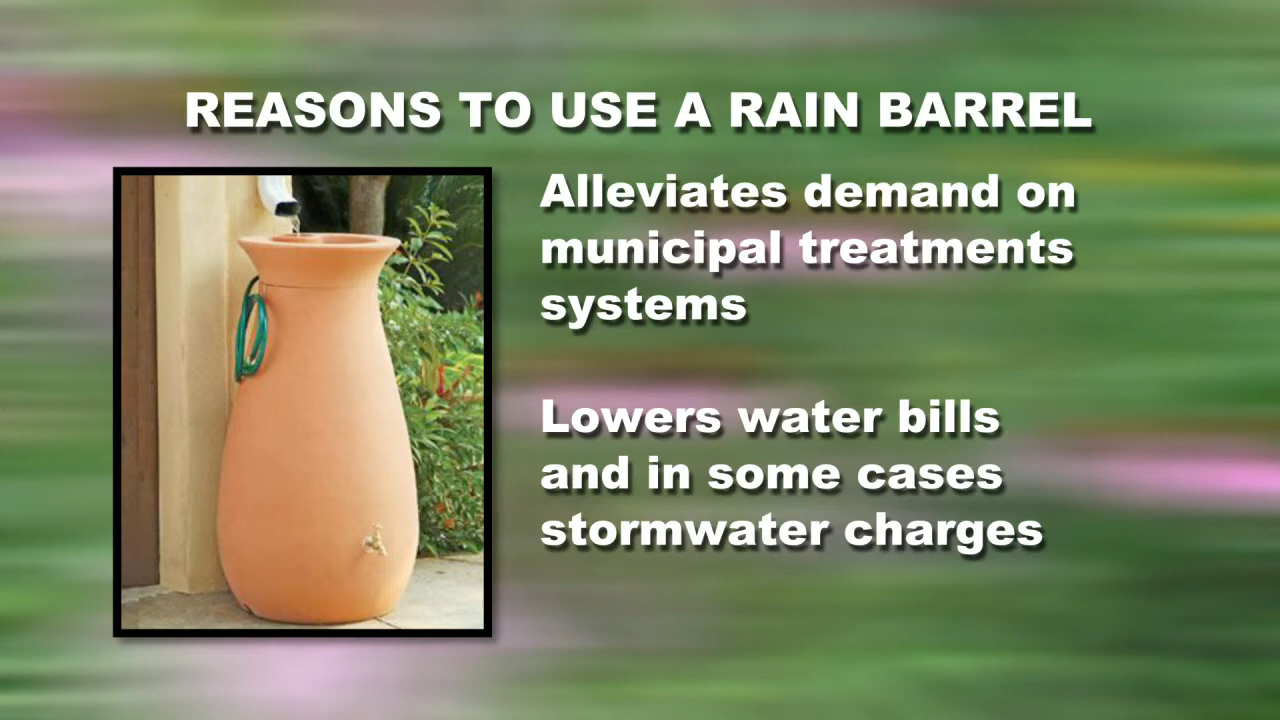 REASONS TO USE A RAIN BARREL
Alleviates demand on
municipal treatments
systems
Lowers water bills
and in some cases
stormwater charges